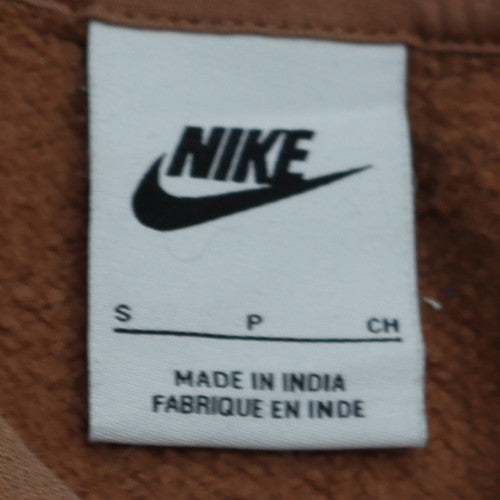 NIKE
S P CH
MADE IN INDIA
FABRIQUE EN INDE